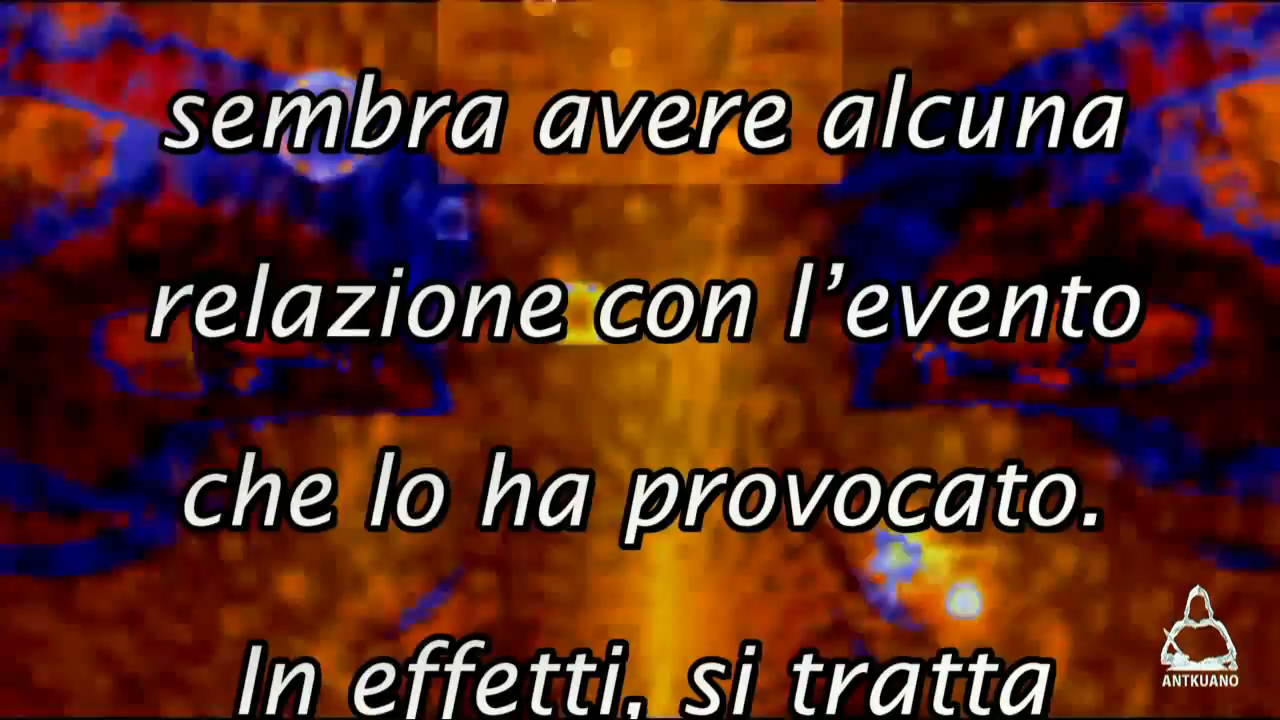 sembra avere alcuna
relazione con l’evento
che lo ha provocato.
In effetti, si tratta
ANTKUANO